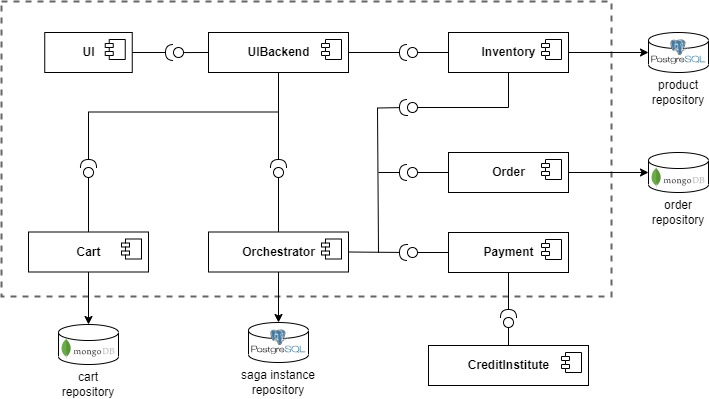 UI
UIBackend
Inventory
PostgreSQL
product
repository
Order
mongoDB
order
repository
Cart
Orchestrator
Payment
mongoDB
cart
repository
PostgreSQL
saga instance
repository
CreditInstitute